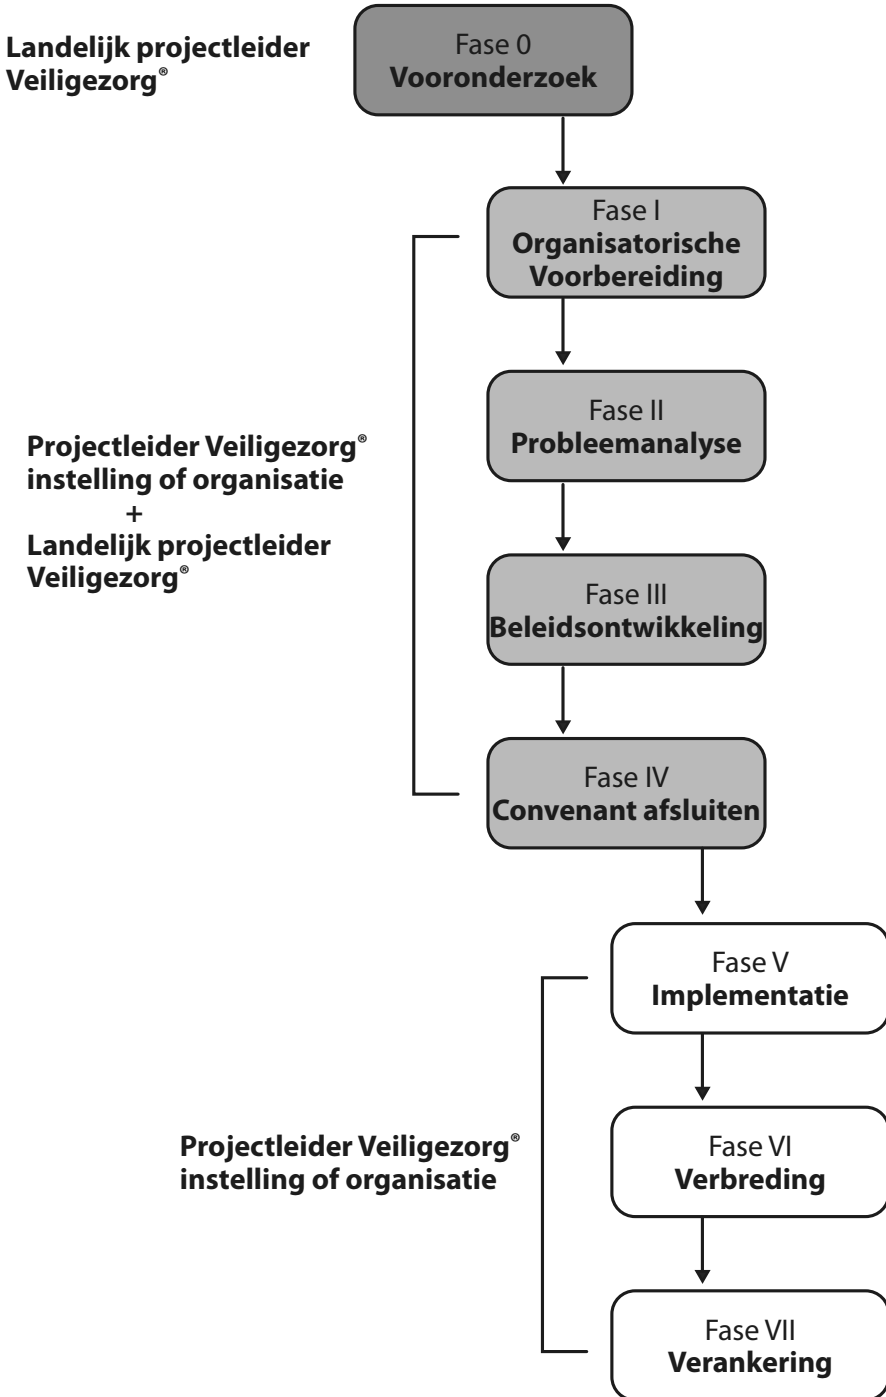 Landelijk projectleider
Veiligezorg®
Fase 0
Vooronderzoek
Fase I
Organisatorische
Voorbereiding
Fase II
Probleemanalyse
Projectleider Veiligezorg®
instelling of organisatie
+
Landelijk projectleider
Veiligezorg®
Fase III
Beleidsontwikkeling
Fase IV
Convenant afsluiten
Fase V
Implementatie
Projectleider Veiligezorg®
instelling of organisatie
Fase VI
Verbreding
Fase VII
Verankering